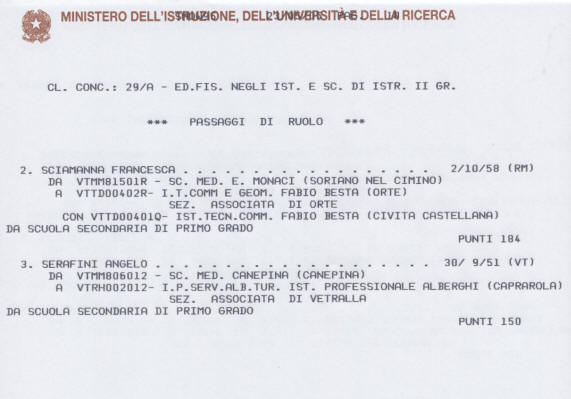 MINISTERO DELL'ISTRUZIONE, DELL'UNIVERSITÀ E DELLA RICERCA
CL. CONC.: 29/A - ED.FIS. NEGLI IST. E SC. DI ISTR. II GR.
*** PASSAGGI DI RUOLO ***
2. SCIAMANNA FRANCESCA . . . . . . . . . . . . . . . . . . 2/10/58 (RM)
DA VTMM81501R - SC. MED. E. MONACI (SORIANO NEL CIMINO)
A VTTD00402R- I.T.COMM E GEOM. FABIO BESTA (ORTE)
SEZ. ASSOCIATA DI ORTE
CON VTTD00401Q- IST.TECN.COMM. FABIO BESTA (CIVITA CASTELLANA)
DA SCUOLA SECONDARIA DI PRIMO GRADO
PUNTI 184
3. SERAFINI ANGELO . . . . . . . . . . . . . . . . . . . . 30/ 9/51 (VT)
DA VTMM806012 - SC. MED. CANEPINA (CANEPINA)
A VTRH002012- I.P.SERV.ALB.TUR. IST. PROFESSIONALE ALBERGHI (CAPRAROLA)
SEZ. ASSOCIATA DI VETRALLA
DA SCUOLA SECONDARIA DI PRIMO GRADO
PUNTI 150